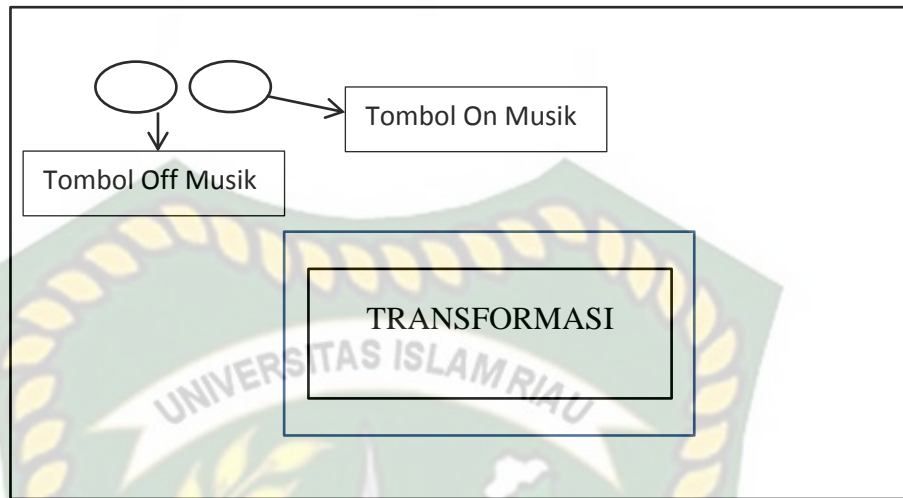 Tombol On Musik
Tombol Off Musik
TRANSFORMASI
UNIVERSITAS ISLAM RIAU